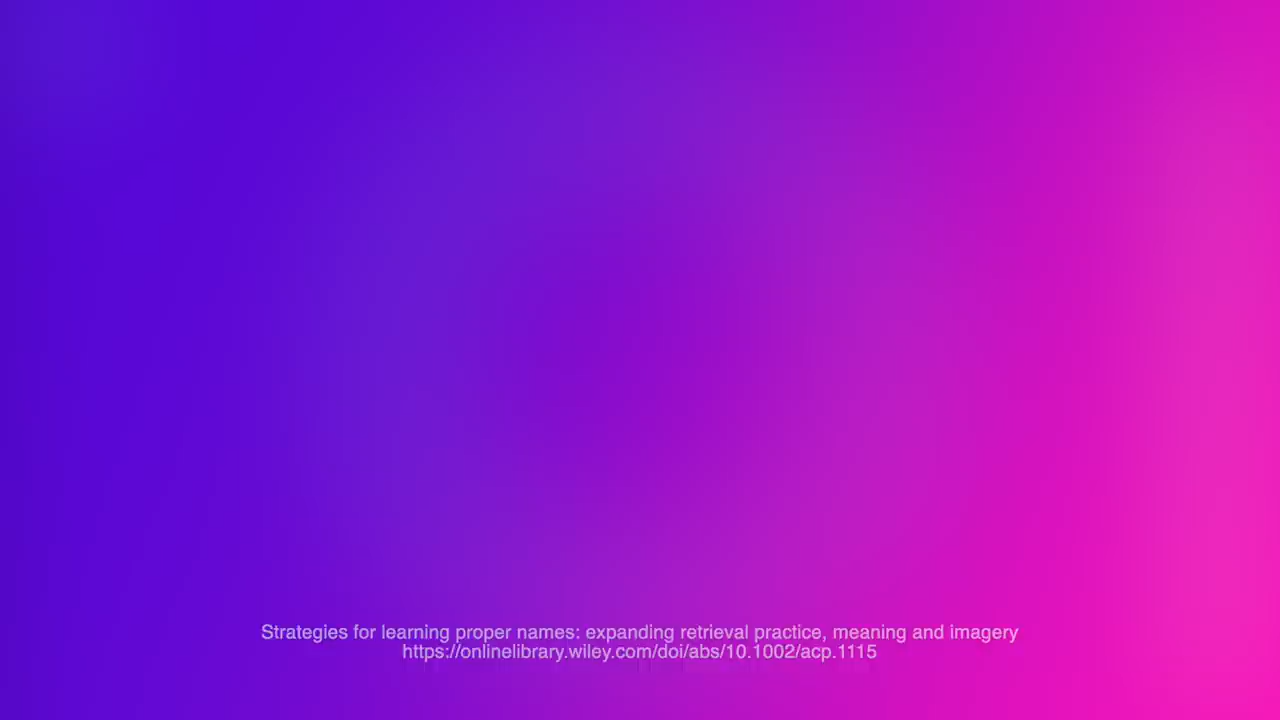 Strategies for learning proper names: expanding retrieval practice, meaning and imagery
https://onlinelibrary.wiley.com/doi/abs/10.1002/acp.1115